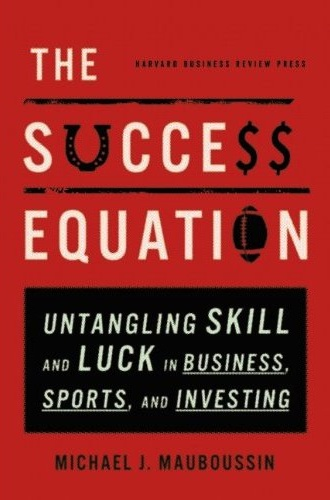 THE
HARVARD BUSINESS REVIEW PRESS
SUCCE$$
EQUATION
UNTANGLING SKILL
AND LUCK IN BUSINESS,
SPORTS, AND INVESTING
MICHAEL J. MAUBOUSSIN